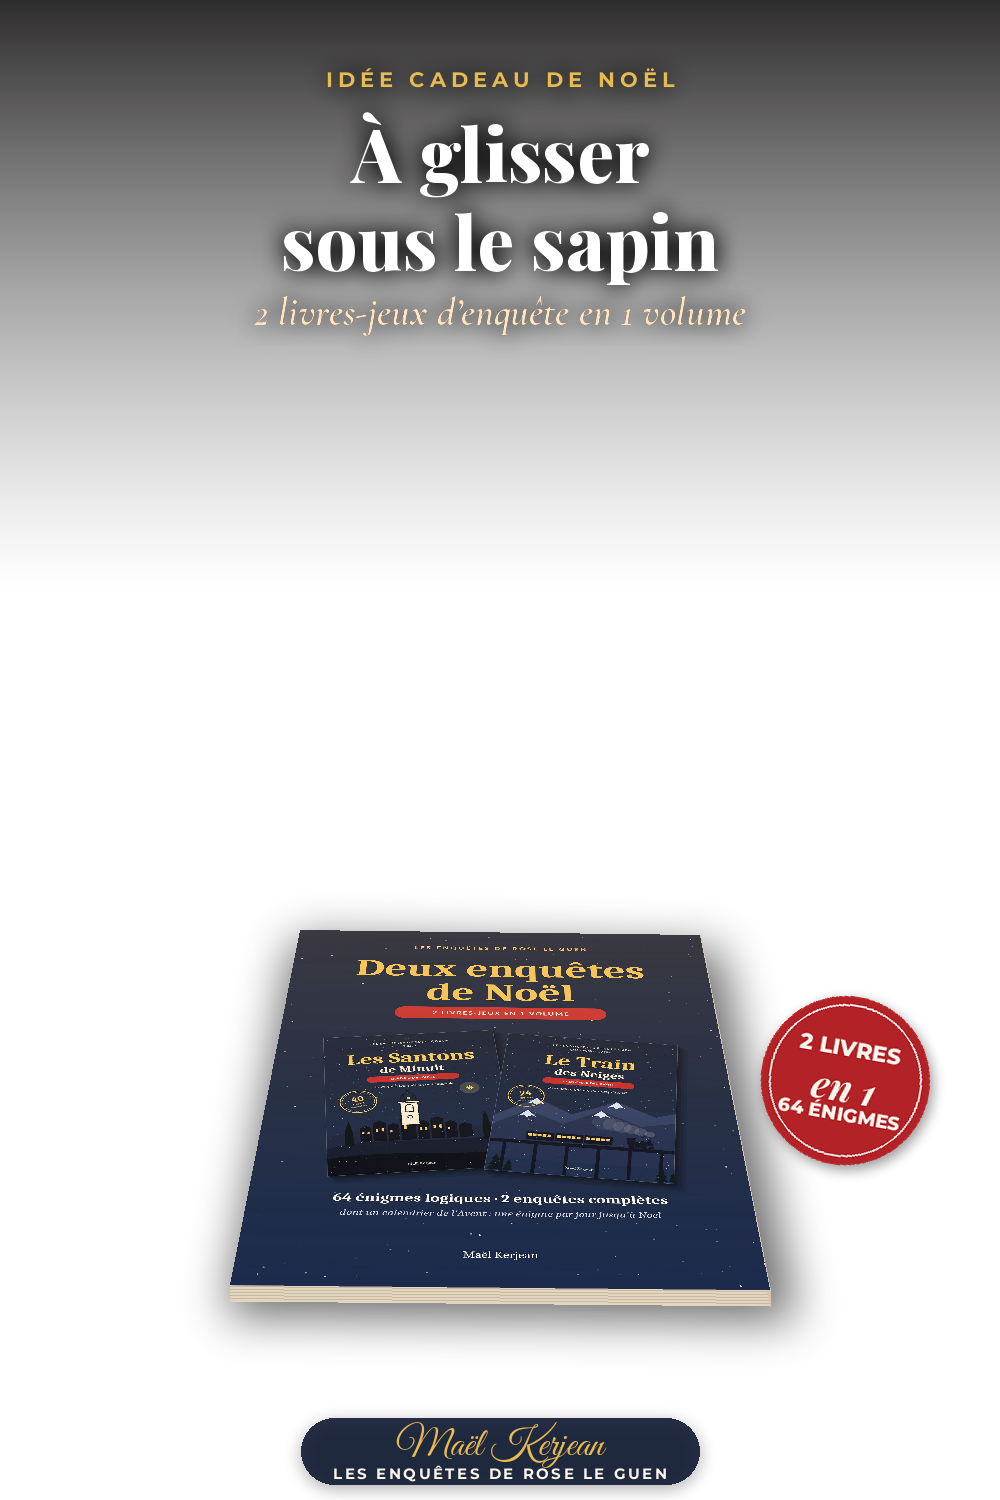 IDÉE CADEAU DE NOËL
À glisser
sous le sapin
2 livres-jeux d’enquête en 1 volume
LES ENQUÊTES DE ROSE LE GUEN
Deux enquêtes
de Noël
2 LIVRES-JEUX EN 1 VOLUME
Les Santons
de Minuit
40
Le Train
des Neiges
24
64 énigmes logiques · 2 enquêtes complètes
dont un calendrier de l'Avent : une énigme par jour jusqu'à Noël
Maël Kerjean
2 LIVRES
en 1
64 ÉNIGMES
Maël Kerjean
LES ENQUÊTES DE ROSE LE GUEN